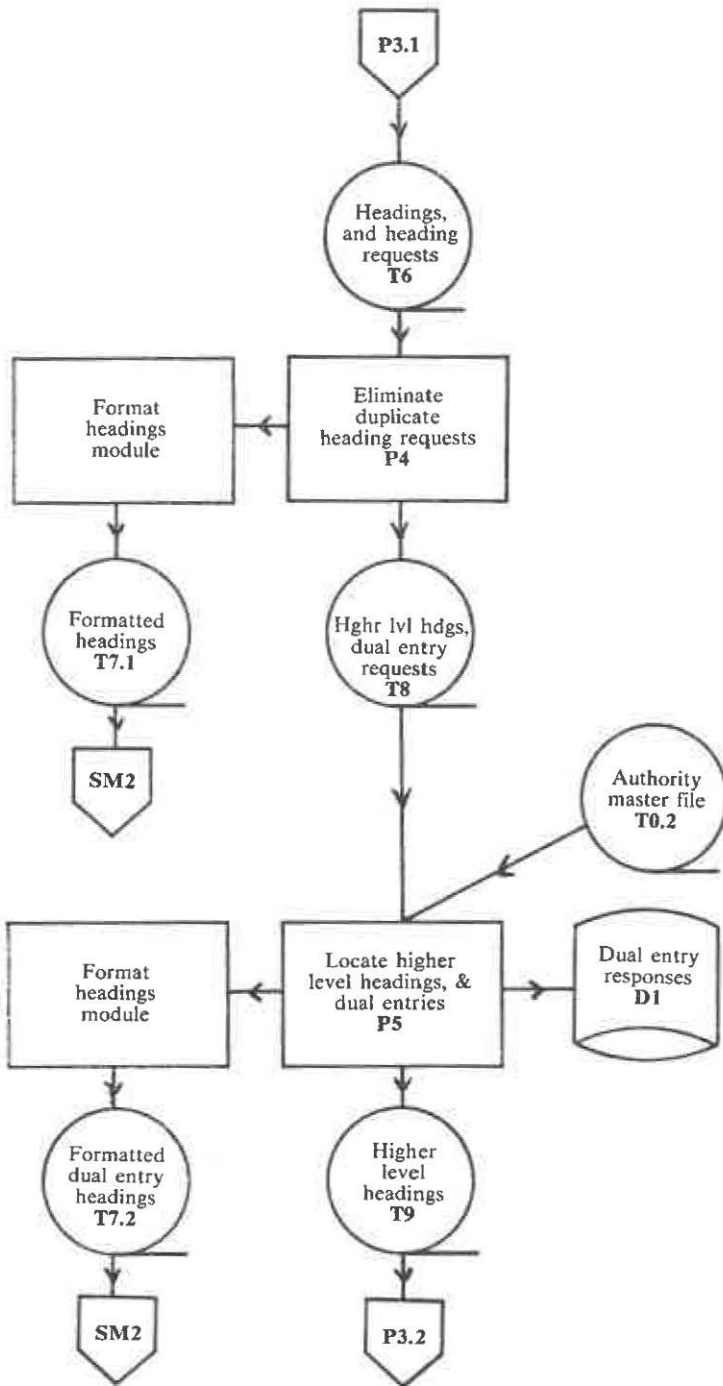 P3.1
Headings,
and heading
requests
T6
Format
headings
module
Eliminate
duplicate
heading requests
P4
Formatted
headings
T7.1
Hghr lvl hdgs,
dual entry
requests
T8
SM2
Authority
master file
T0.2
Format
headings
module
Locate higher
level headings, &
dual entries
P5
Dual entry
responses
D1
Formatted
dual entry
headings
T7.2
Higher
level
headings
T9
SM2
P3.2